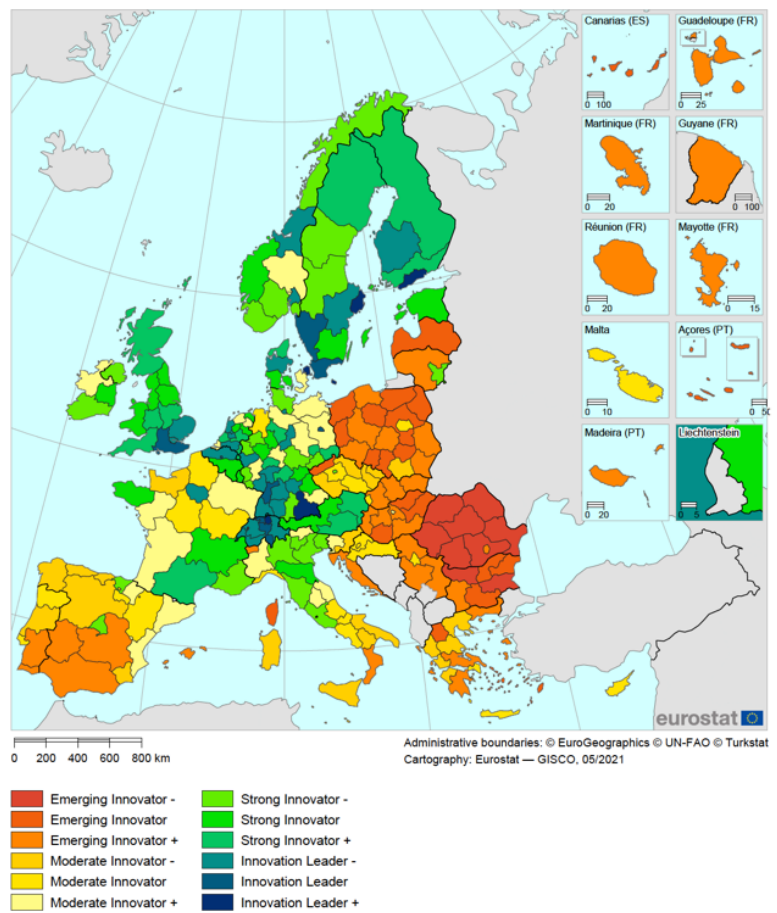 Canarias (ES)
0 100
Guadeloupe (FR)
0 25
Martinique (FR)
0 20
Guyane (FR)
0 100
Réunion (FR)
0 20
Mayotte (FR)
0 15
Malta
0 10
Açores (PT)
0 50
Madeira (PT)
0 20
Liechtenstein
0 5
eurostat
0 200 400 600 800 km
Administrative boundaries: © EuroGeographics © UN-FAO © Turkstat
Cartography: Eurostat — GISCO, 05/2021
Emerging Innovator -
Emerging Innovator
Emerging Innovator +
Moderate Innovator -
Moderate Innovator
Moderate Innovator +
Strong Innovator -
Strong Innovator
Strong Innovator +
Innovation Leader -
Innovation Leader
Innovation Leader +